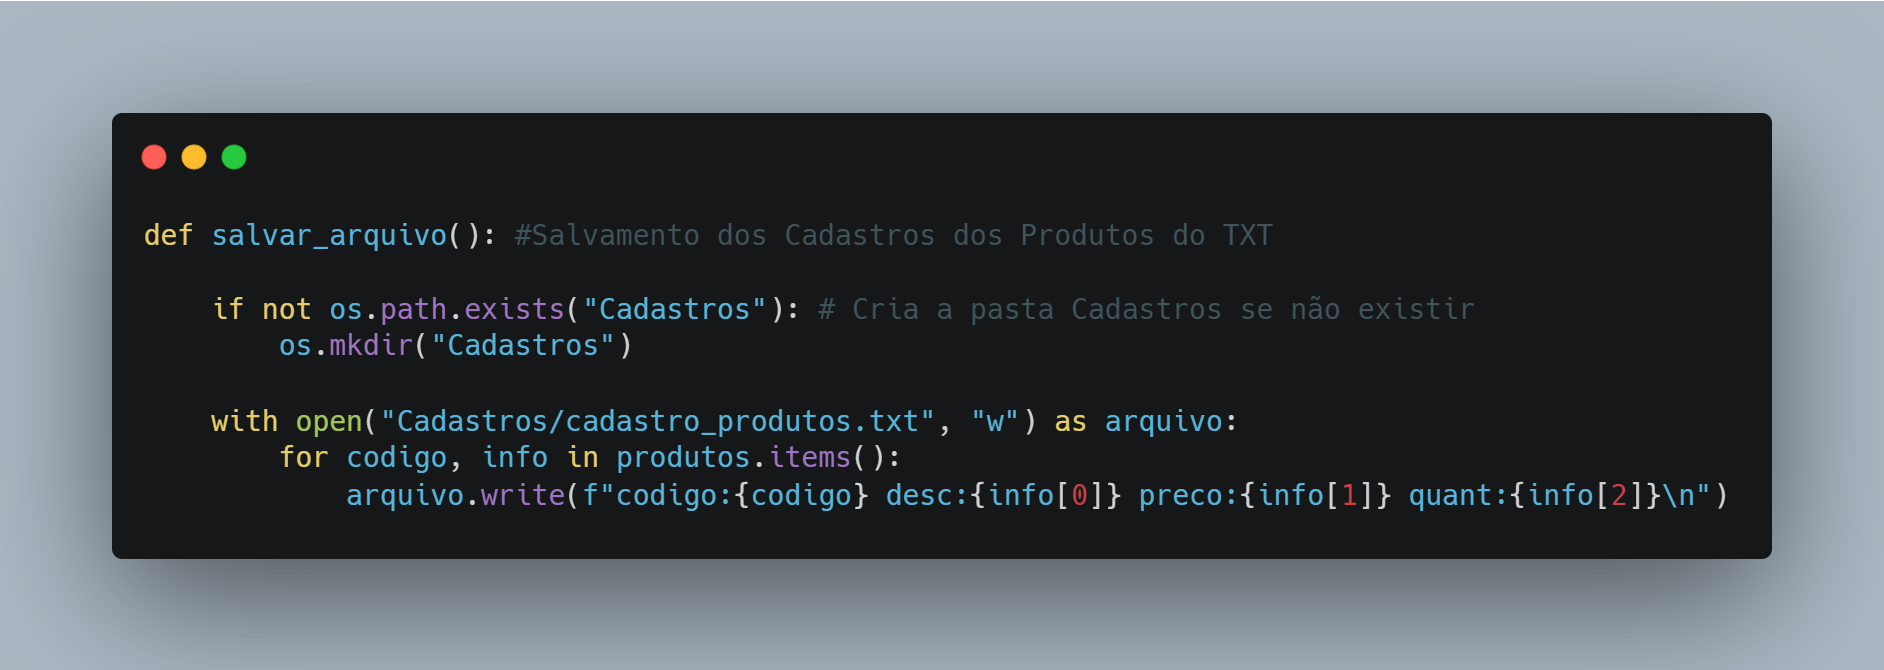 def salvar_arquivo(): #Salvamento dos Cadastros dos Produtos do TXT
    if not os.path.exists("Cadastros"): # Cria a pasta Cadastros se não existir
        os.mkdir("Cadastros")
    with open("Cadastros/cadastro_produtos.txt", "w") as arquivo:
        for codigo, info in produtos.items():
            arquivo.write(f"codigo:{codigo} desc:{info[0]} preco:{info[1]} quant:{info[2]}\n")